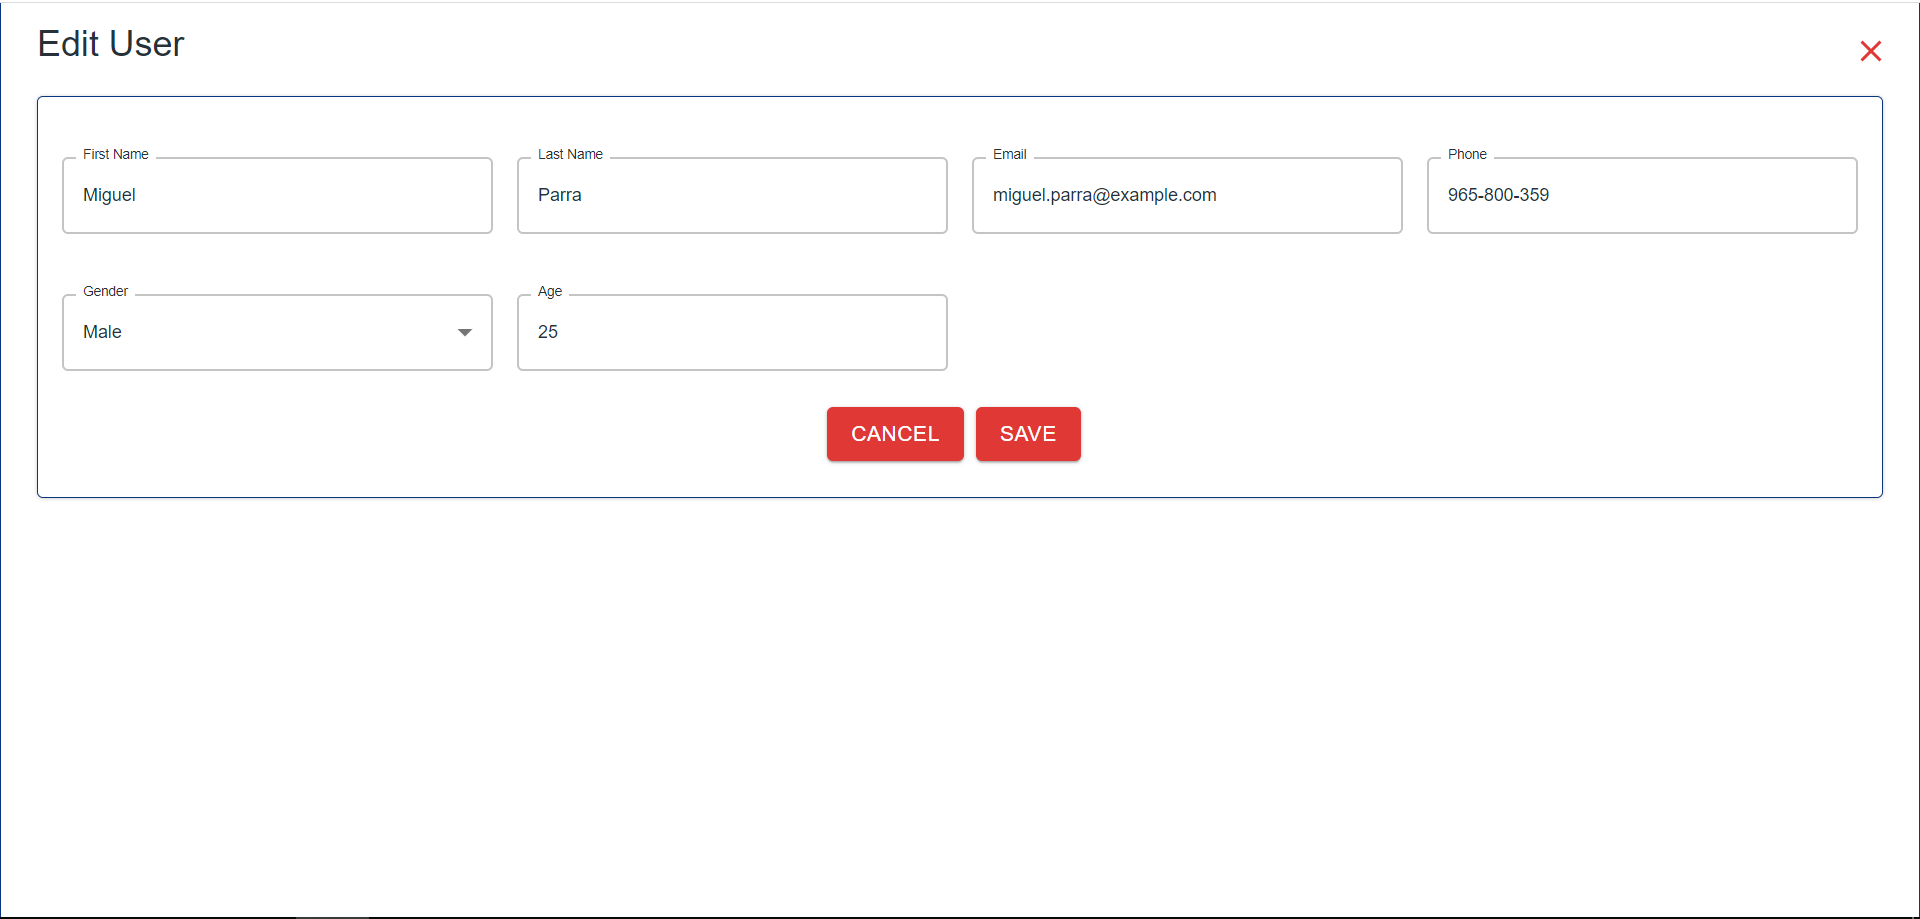 Edit User
First Name
Last Name
Email
Phone
Miguel
Parra
miguel.parra@example.com
965-800-359
Gender
Age
Male
25
CANCEL
SAVE